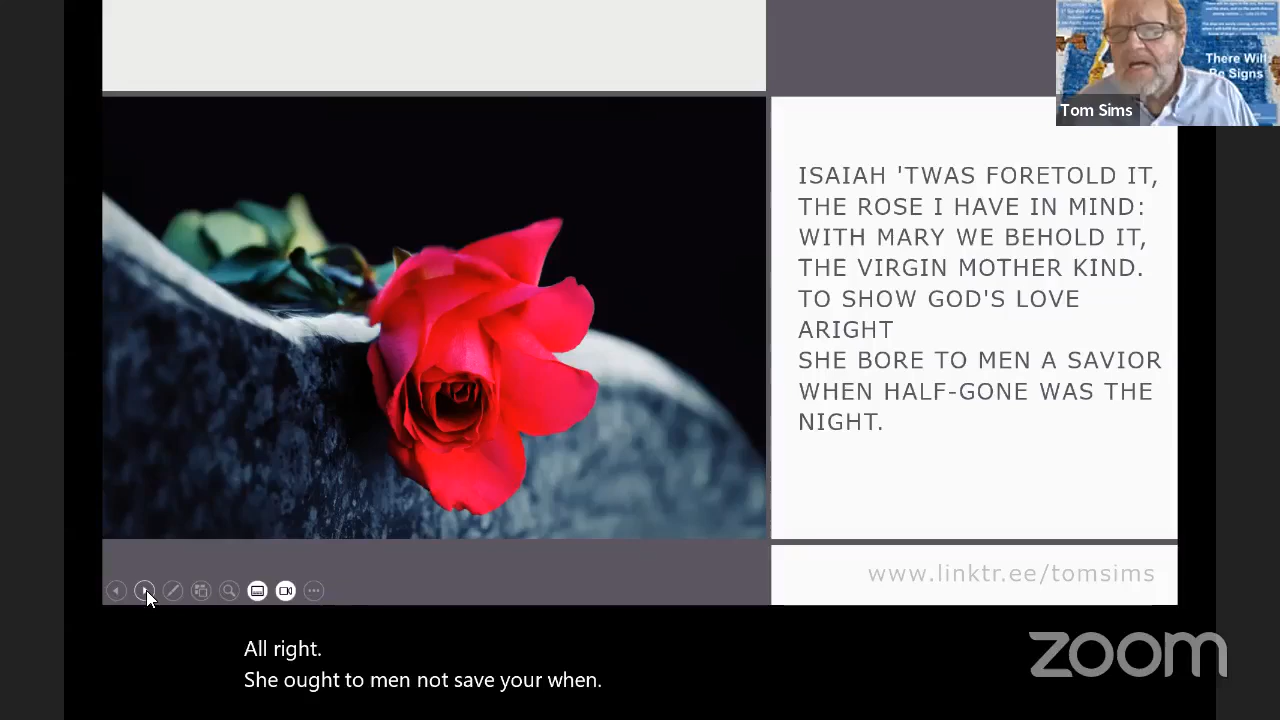 There Will
Be Signs
Tom Sims
ISAIAH 'TWAS FORETOLD IT,
THE ROSE I HAVE IN MIND:
WITH MARY WE BEHOLD IT,
THE VIRGIN MOTHER KIND.
TO SHOW GOD'S LOVE
ARIGHT
SHE BORE TO MEN A SAVIOR
WHEN HALF-GONE WAS THE
NIGHT.
www.linktr.ee/tomsims
All right.
She ought to men not save your when.
zoom